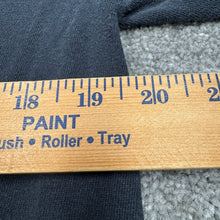 18 19 20
PAINT
ush • Roller • Tray